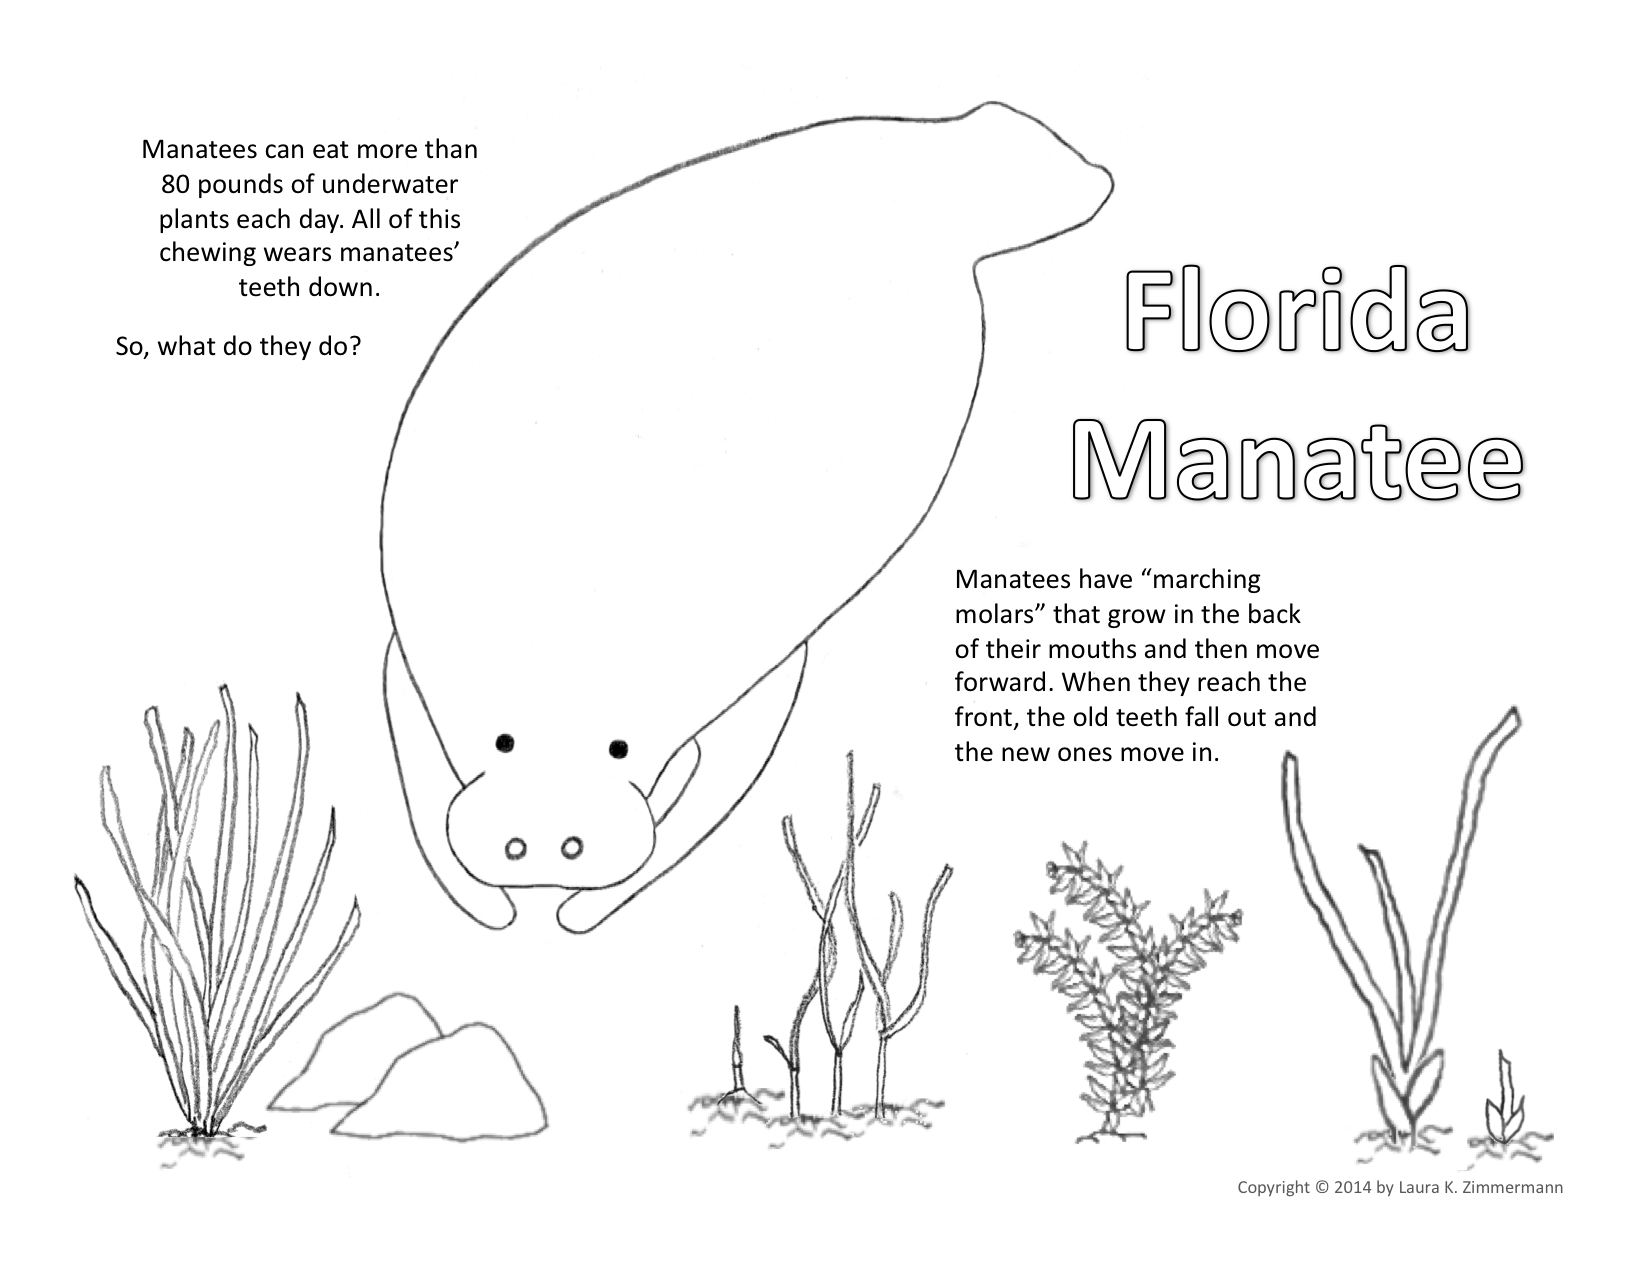 Manatees can eat more than
80 pounds of underwater
plants each day. All of this
chewing wears manatees’
teeth down.
So, what do they do?
Florida
Manatee
Manatees have “marching
molars” that grow in the back
of their mouths and then move
forward. When they reach the
front, the old teeth fall out and
the new ones move in.
Copyright © 2014 by Laura K. Zimmermann